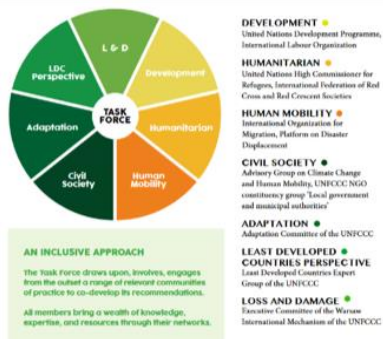 L & D
Development
Humanitarian
Human
Mobility
Civil
Society
Adaptation
LDC
Perspective
TASK
FORCE
AN INCLUSIVE APPROACH
The Task Force draws upon, involves, engages
from the outset a range of relevant communities
of practice to co-develop its recommendations.
All members bring a wealth of knowledge,
expertise, and resources through their networks.
DEVELOPMENT
United Nations Development Programme,
International Labour Organization
HUMANITARIAN
United Nations High Commissioner for
Refugees, International Federation of Red
Cross and Red Crescent Societies
HUMAN MOBILITY
International Organization for
Migration, Platform on Disaster
Displacement
CIVIL SOCIETY
Advisory Group on Climate Change
and Human Mobility, UNFCCC NGO
constituency group "Local government
and municipal authorities"
ADAPTATION
Adaptation Committee of the UNFCCC
LEAST DEVELOPED
COUNTRIES PERSPECTIVE
Least Developed Countries Expert
Group of the UNFCCC
LOSS AND DAMAGE
Executive Committee of the Warsaw
International Mechanism of the UNFCCC